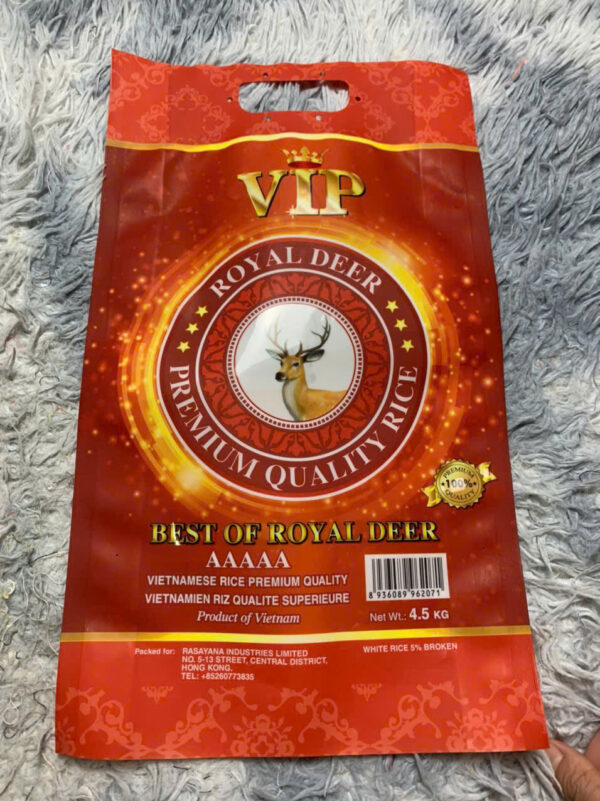 VIP
ROYAL DEER
PREMIUM QUALITY RICE
PREMIUM
100%
QUALITY
BEST OF ROYAL DEER
AAAAA
VIETNAMESE RICE PREMIUM QUALITY
VIETNAMIEN RIZ QUALITE SUPERIEURE
Product of Vietnam
8 936089 962071
Net Wt.: 4.5 KG
Packed for: RASAYANA INDUSTRIES LIMITED
NO. 5-13 STREET, CENTRAL DISTRICT,
HONG KONG.
TEL: +85260773835
WHITE RICE 5% BROKEN